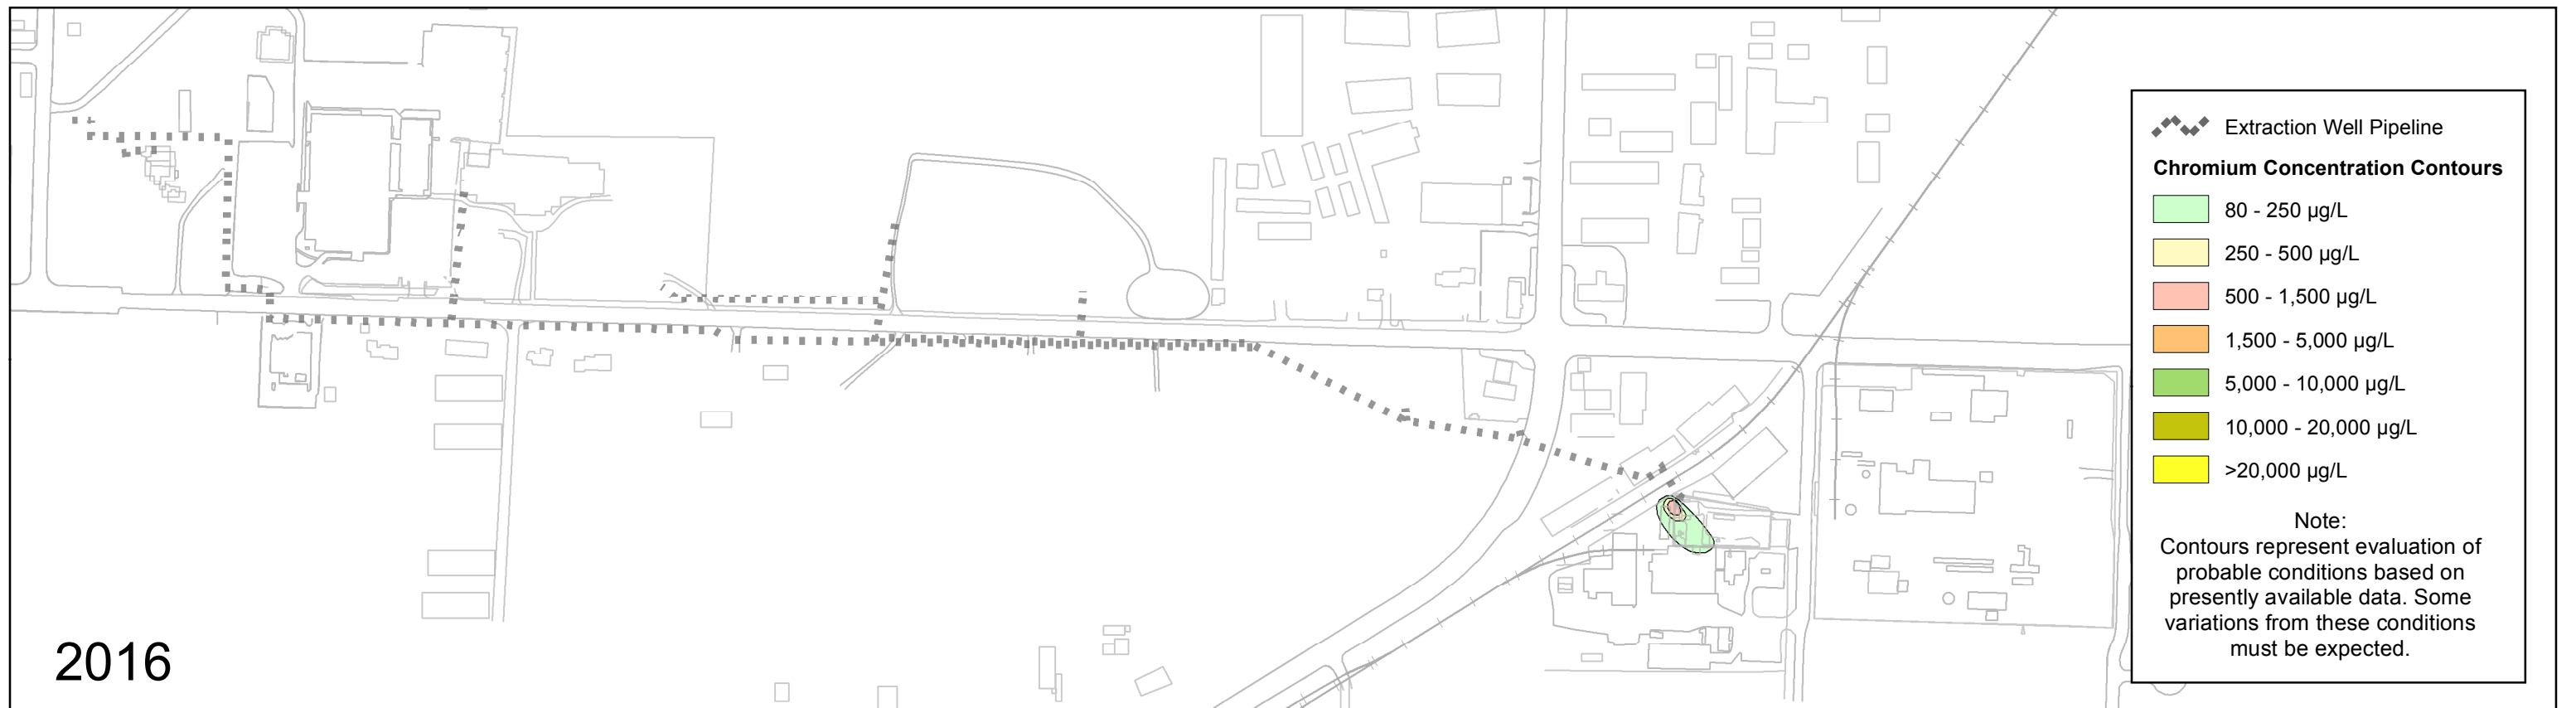 Extraction Well Pipeline
Chromium Concentration Contours
80 - 250 µg/L
250 - 500 µg/L
500 - 1,500 µg/L
1,500 - 5,000 µg/L
5,000 - 10,000 µg/L
10,000 - 20,000 µg/L
>20,000 µg/L
Note:
Contours represent evaluation of
probable conditions based on
presently available data. Some
variations from these conditions
must be expected.
2016